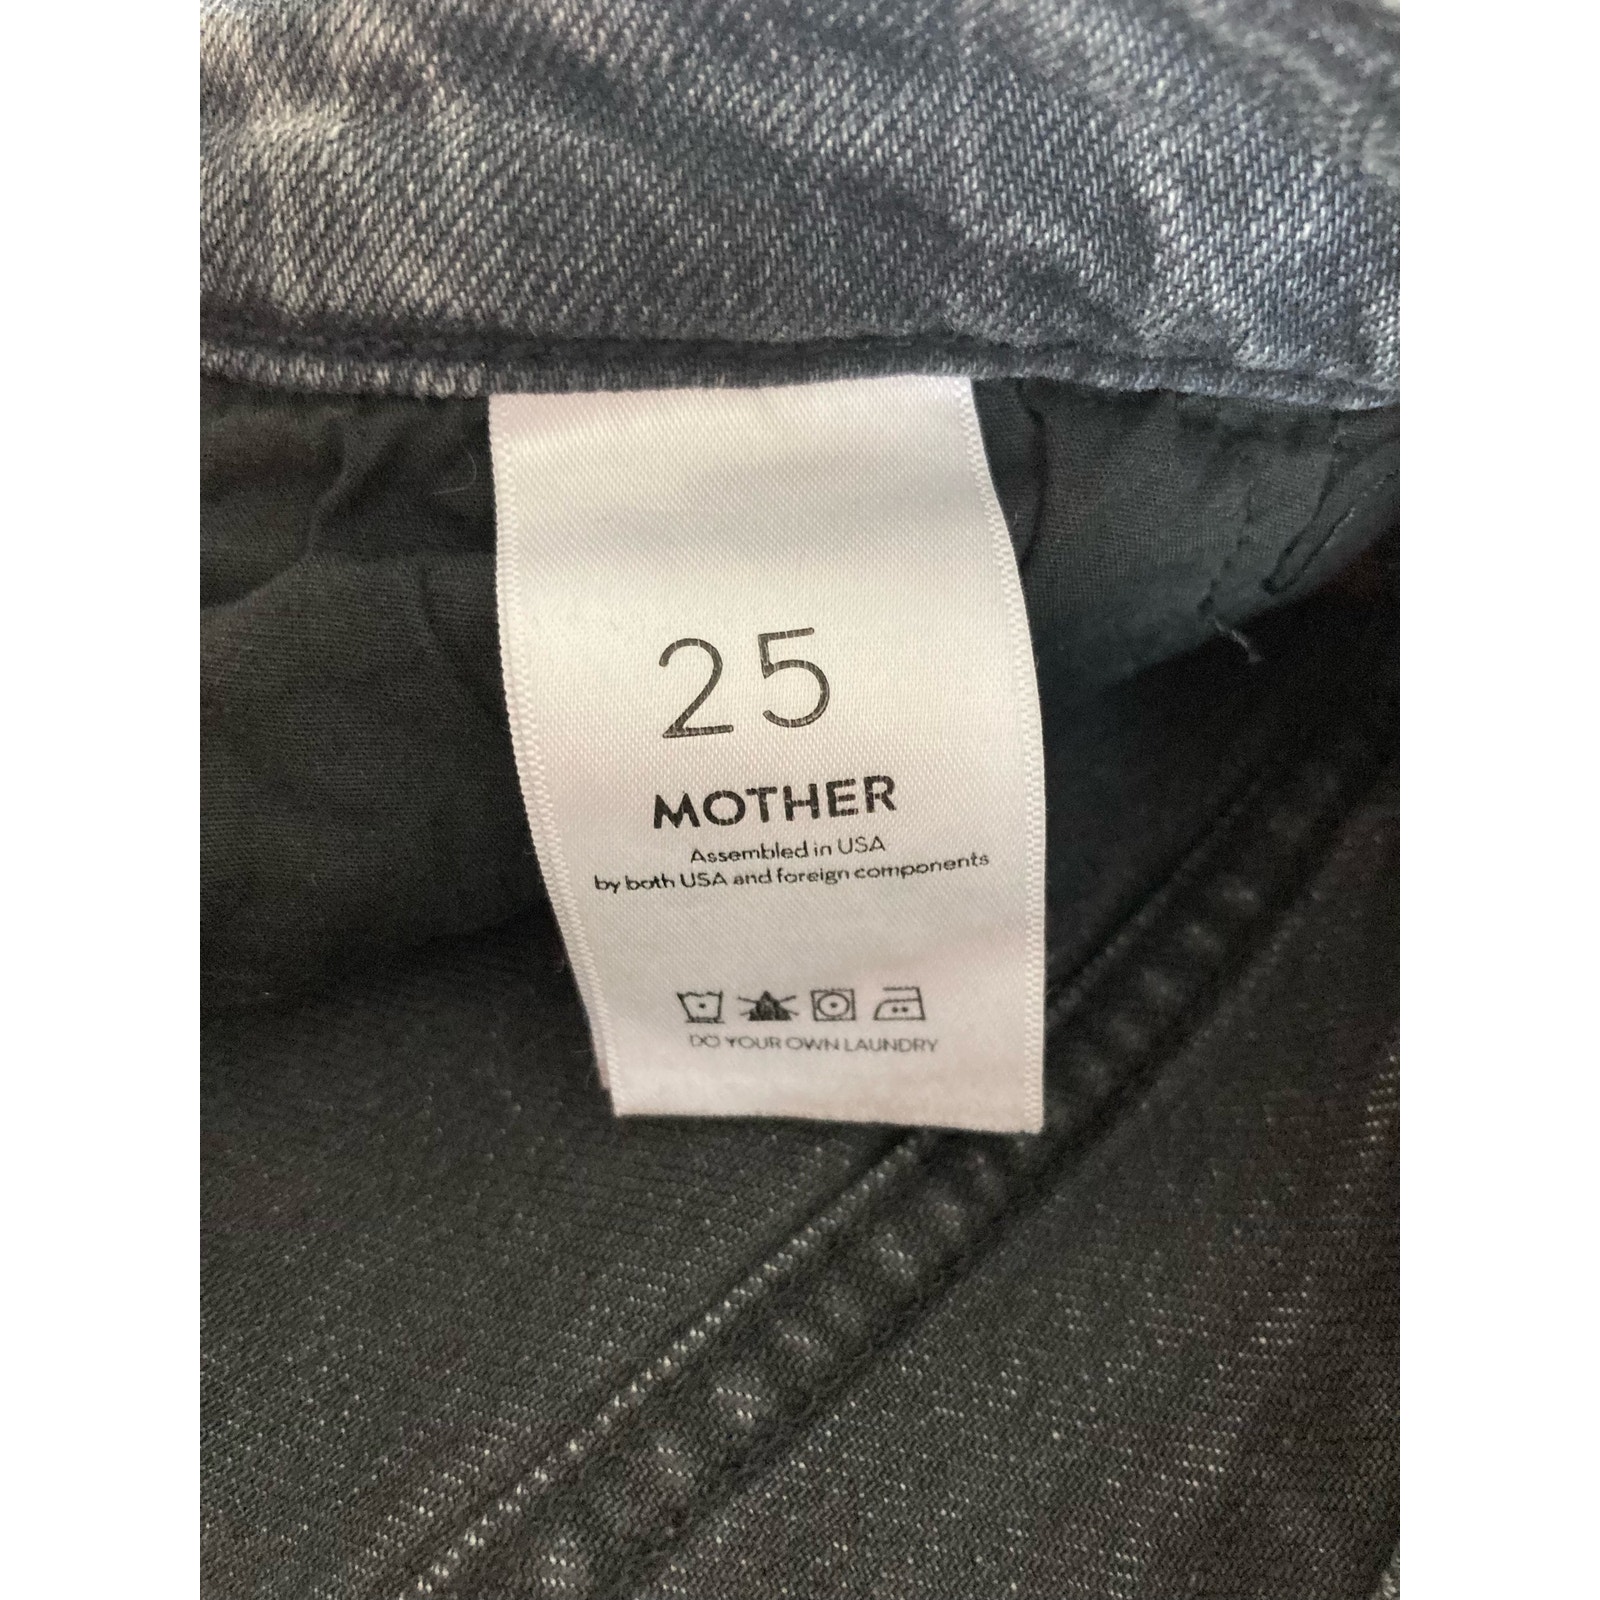 25
MOTHER
Assembled in USA
by both USA and foreign components
DO YOUR OWN LAUNDRY